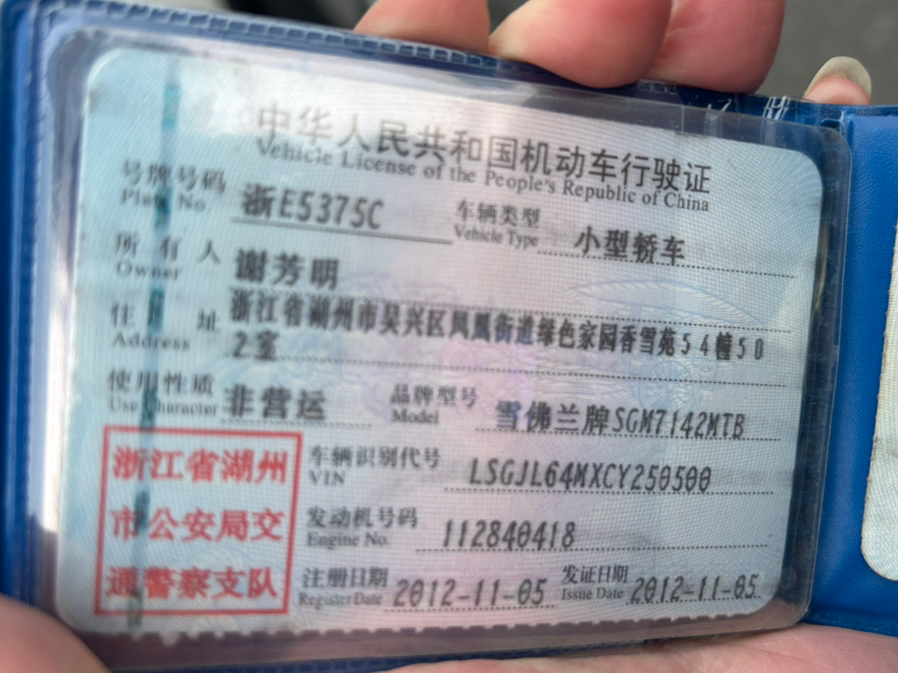 中华人民共和国机动车行驶证
Vehicle License of the People's Republic of China
号牌号码 浙E5375C 车辆类型 小型轿车
Plate No. Vehicle Type
所有人 谢芳明
Owner
住址 浙江省湖州市吴兴区凤凰街道绿色家园香雪苑54幢50
Address 2室
使用性质 非营运 品牌型号 雪佛兰牌SGM7142MTB
Use Character Model
浙江省湖州
市公安局交
通警察支队
车辆识别代号 LSGJL64MXCY250500
VIN
发动机号码 112840418
Engine No.
注册日期 2012-11-05 发证日期 2012-11-05
Register Date Issue Date